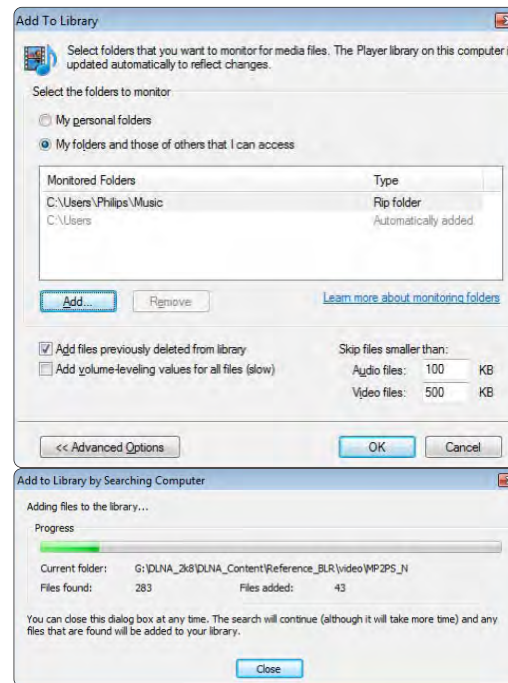 Add To Library
Select folders that you want to monitor for media files. The Player library on this computer
updated automatically to reflect changes.
Select the folders to monitor
My personal folders
My folders and those of others that I can access
Monitored Folders Type
C:\Users\Philips\Music Rip folder
C:\Users Automatically added
Add... Remove Learn more about monitoring folders
Add files previously deleted from library Skip files smaller than:
Add volume-leveling values for all files (slow) Audio files: 100 KB
Video files: 500 KB
<< Advanced Options OK Cancel
Add to Library by Searching Computer
Adding files to the library...
Progress
Current folder: G:\DLNA_2k8\DLNA_Content\Reference_BLR\video\MP2PS_N
Files found: 283 Files added: 43
You can close this dialog box at any time. The search will continue (although it will take more time) and any
files that are found will be added to your library.
Close